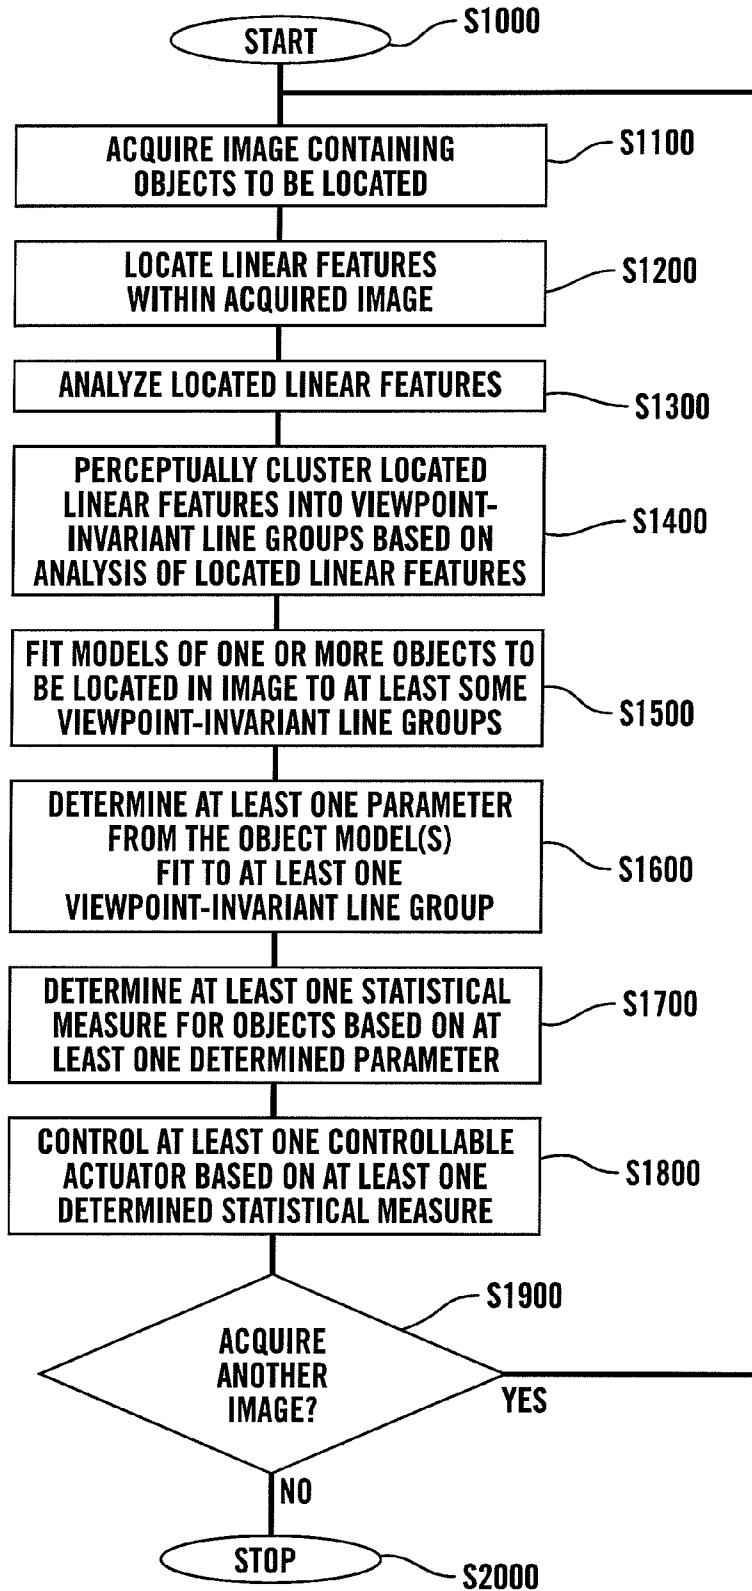 START
S1000
ACQUIRE IMAGE CONTAINING
OBJECTS TO BE LOCATED
S1100
LOCATE LINEAR FEATURES
WITHIN ACQUIRED IMAGE
S1200
ANALYZE LOCATED LINEAR FEATURES
S1300
PERCEPTUALLY CLUSTER LOCATED
LINEAR FEATURES INTO VIEWPOINT-
INVARIANT LINE GROUPS BASED ON
ANALYSIS OF LOCATED LINEAR FEATURES
S1400
FIT MODELS OF ONE OR MORE OBJECTS TO
BE LOCATED IN IMAGE TO AT LEAST SOME
VIEWPOINT-INVARIANT LINE GROUPS
S1500
DETERMINE AT LEAST ONE PARAMETER
FROM THE OBJECT MODEL(S)
FIT TO AT LEAST ONE
VIEWPOINT-INVARIANT LINE GROUP
S1600
DETERMINE AT LEAST ONE STATISTICAL
MEASURE FOR OBJECTS BASED ON AT
LEAST ONE DETERMINED PARAMETER
S1700
CONTROL AT LEAST ONE CONTROLLABLE
ACTUATOR BASED ON AT LEAST ONE
DETERMINED STATISTICAL MEASURE
S1800
ACQUIRE
ANOTHER
IMAGE?
S1900
YES
NO
STOP
S2000